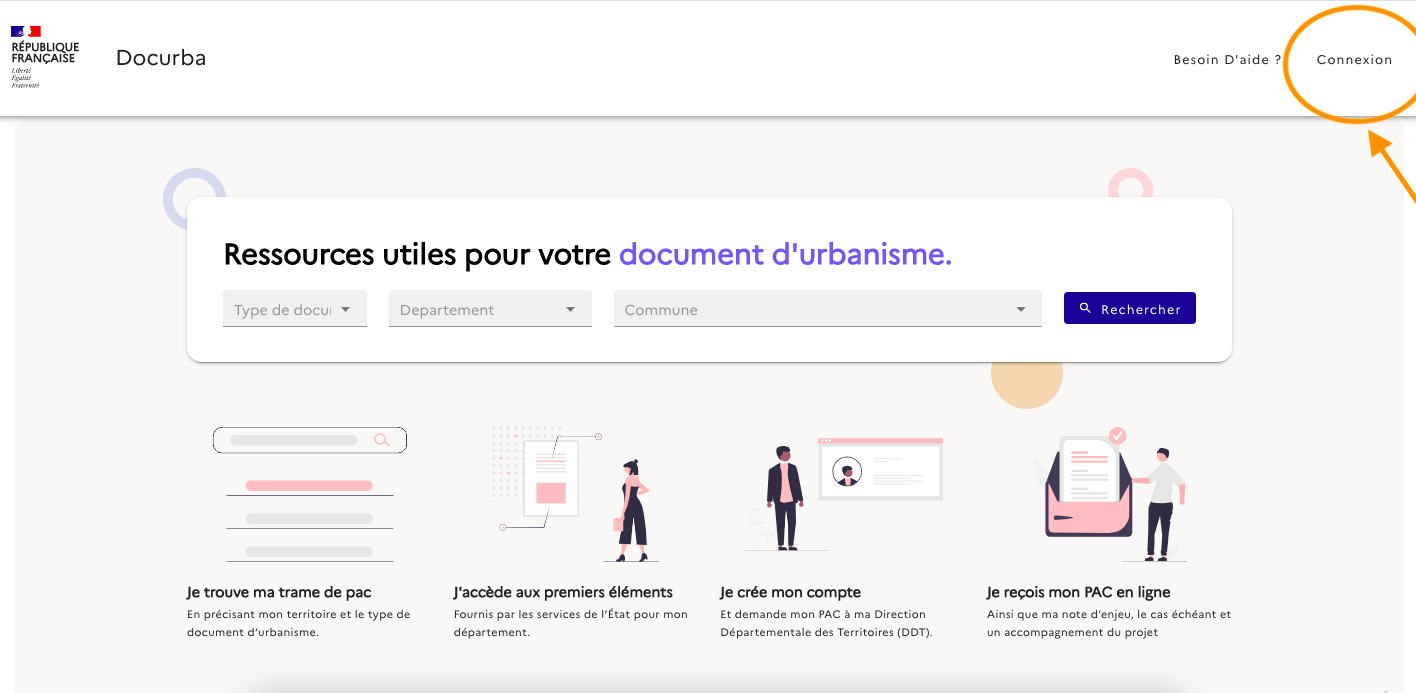 RÉPUBLIQUE
FRANÇAISE
Liberté
Égalité
Fraternité
Docurba
Besoin D'aide ?
Connexion
Ressources utiles pour votre document d'urbanisme.
Type de docu
Departement
Commune
Rechercher
Je trouve ma trame de pac
En précisant mon territoire et le type de
document d’urbanisme.
J'accède aux premiers éléments
Fournis par les services de l’État pour mon
département.
Je crée mon compte
Et demande mon PAC à ma Direction
Départementale des Territoires (DDT).
Je reçois mon PAC en ligne
Ainsi que ma note d’enjeu, le cas échéant et
un accompagnement du projet